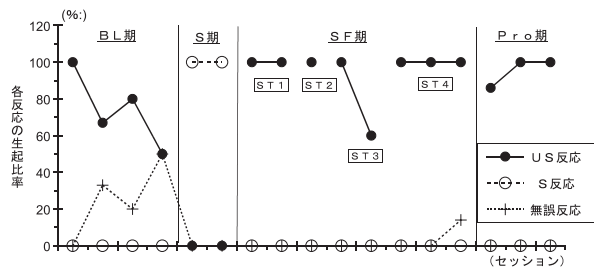 (%:)
120
100
80
60
40
20
0
各反応の生起比率
ＢＬ期
Ｓ期
ＳＦ期
Ｐｒｏ期
ＳＴ１
ＳＴ２
ＳＴ３
ＳＴ４
ＵＳ反応
Ｓ反応
無誤反応
（セッション）